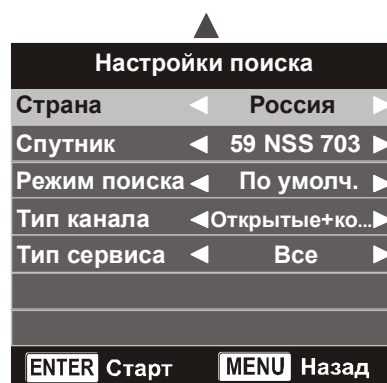 Настройки поиска
Страна Россия
Спутник 59 NSS 703
Режим поиска По умолч.
Тип канала Открытые+ко...
Тип сервиса Все
ENTER Старт MENU Назад